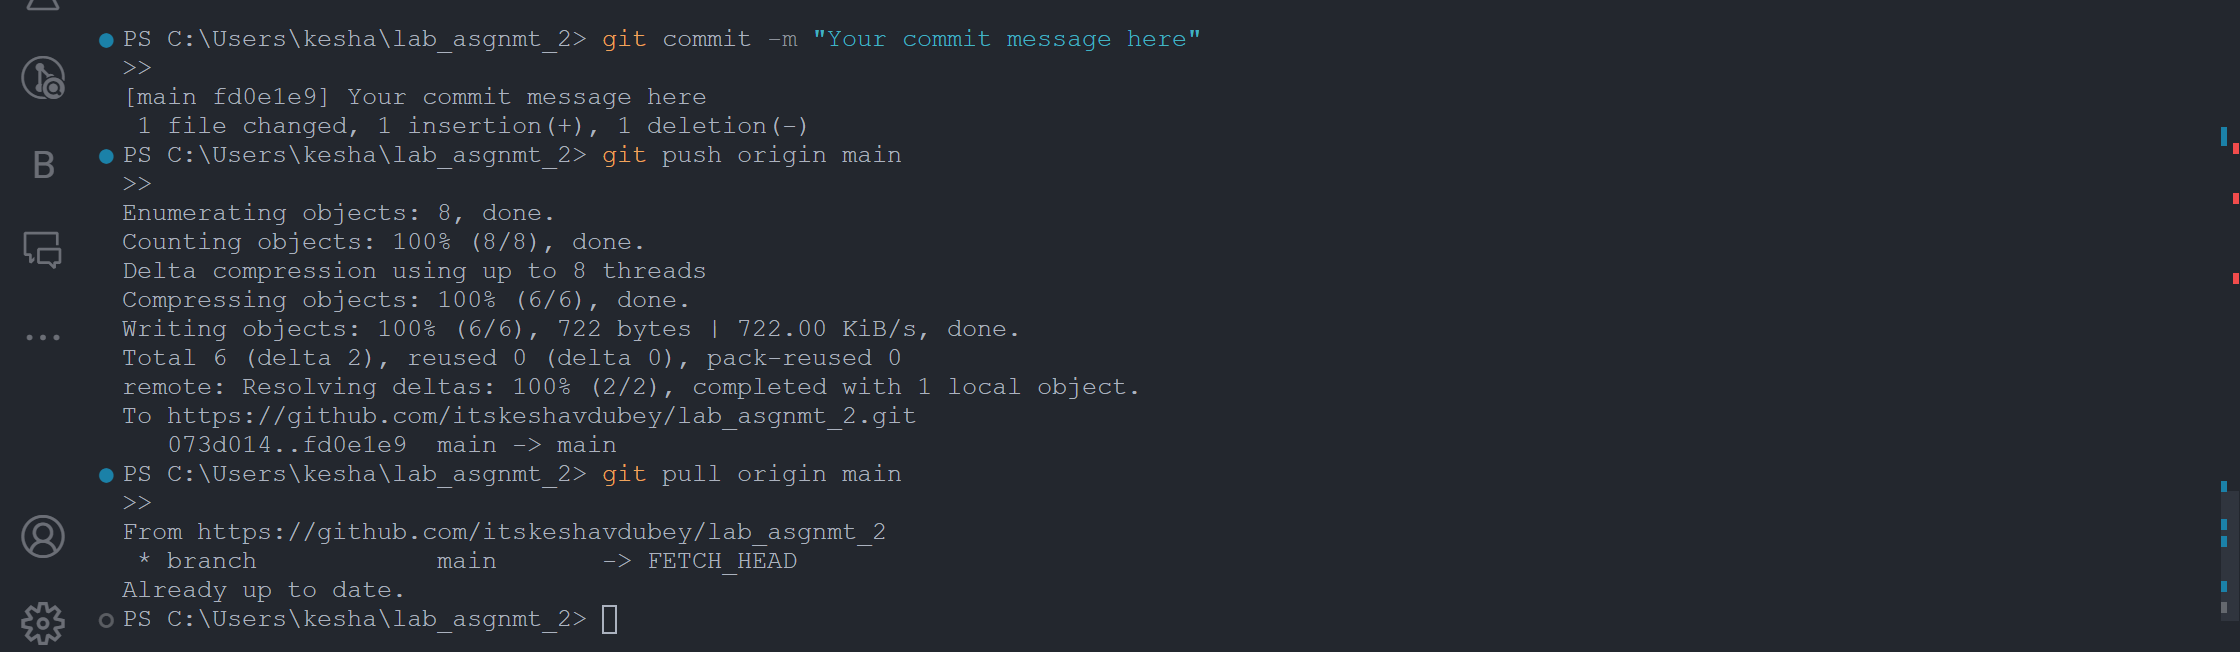 PS C:\Users\kesha\lab_asgnmt_2> git commit -m "Your commit message here"
>>
[main fd0e1e9] Your commit message here
 1 file changed, 1 insertion(+), 1 deletion(-)
PS C:\Users\kesha\lab_asgnmt_2> git push origin main
>>
Enumerating objects: 8, done.
Counting objects: 100% (8/8), done.
Delta compression using up to 8 threads
Compressing objects: 100% (6/6), done.
Writing objects: 100% (6/6), 722 bytes | 722.00 KiB/s, done.
Total 6 (delta 2), reused 0 (delta 0), pack-reused 0
remote: Resolving deltas: 100% (2/2), completed with 1 local object.
To https://github.com/itskeshavdubey/lab_asgnmt_2.git
   073d014..fd0e1e9  main -> main
PS C:\Users\kesha\lab_asgnmt_2> git pull origin main
>>
From https://github.com/itskeshavdubey/lab_asgnmt_2
 * branch            main       -> FETCH_HEAD
Already up to date.
PS C:\Users\kesha\lab_asgnmt_2>
B